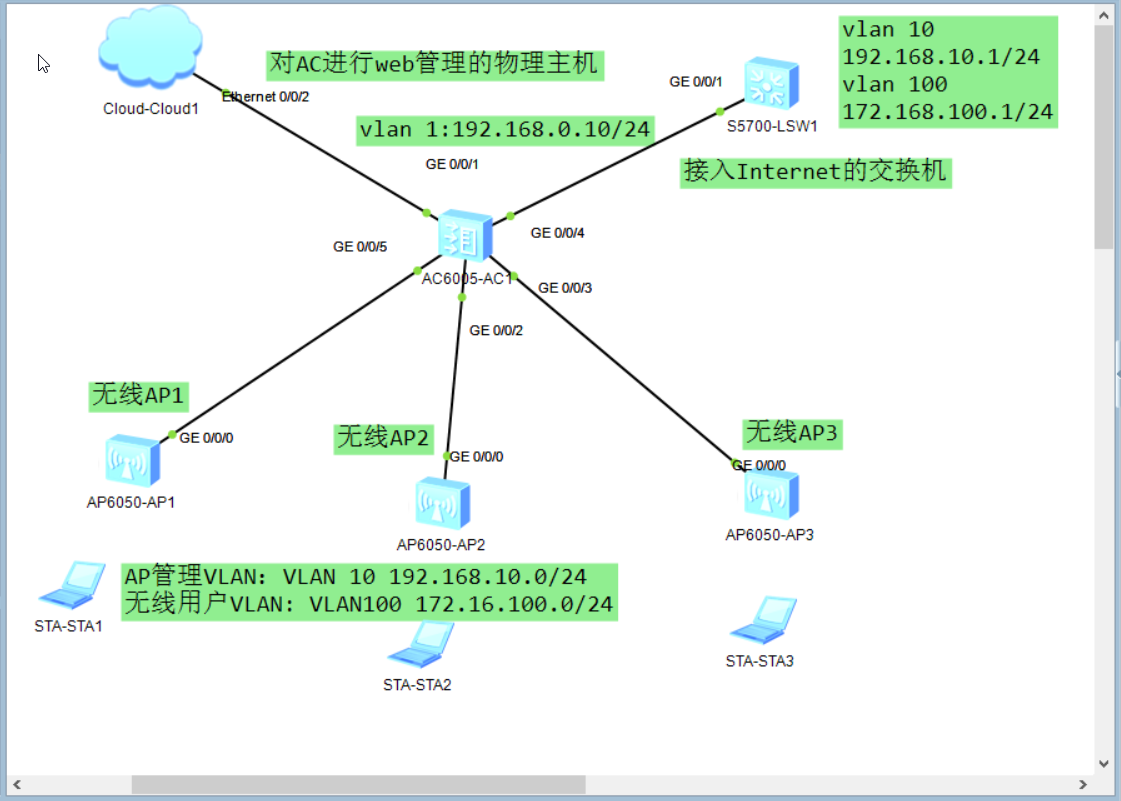 vlan 10
192.168.10.1/24
vlan 100
172.168.100.1/24
对AC进行web管理的物理主机
GE 0/0/1
Ethernet 0/0/2
Cloud-Cloud1
S5700-LSW1
vlan 1:192.168.0.10/24
GE 0/0/1
接入Internet的交换机
GE 0/0/4
GE 0/0/5
AC6005-AC1
GE 0/0/3
GE 0/0/2
无线AP1
无线AP2
无线AP3
GE 0/0/0
GE 0/0/0
GE 0/0/0
AP6050-AP1
AP6050-AP2
AP6050-AP3
AP管理VLAN: VLAN 10 192.168.10.0/24
无线用户VLAN: VLAN100 172.16.100.0/24
STA-STA1
STA-STA3
STA-STA2